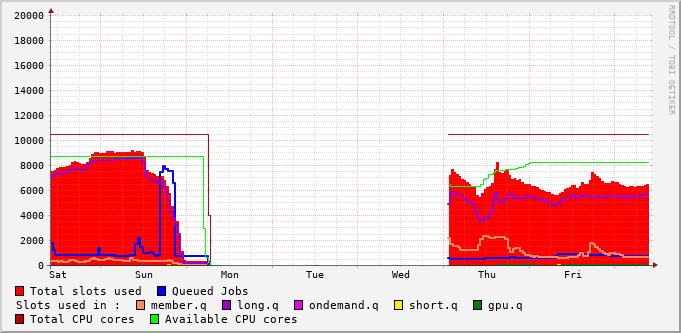 20000
18000
16000
14000
12000
10000
8000
6000
4000
2000
0
Sat Sun Mon Tue Wed Thu Fri
RRDTOOL / TOBI OETIKER
Total slots used Queued Jobs
Slots used in : member.q long.q ondemand.q short.q gpu.q
Total CPU cores Available CPU cores